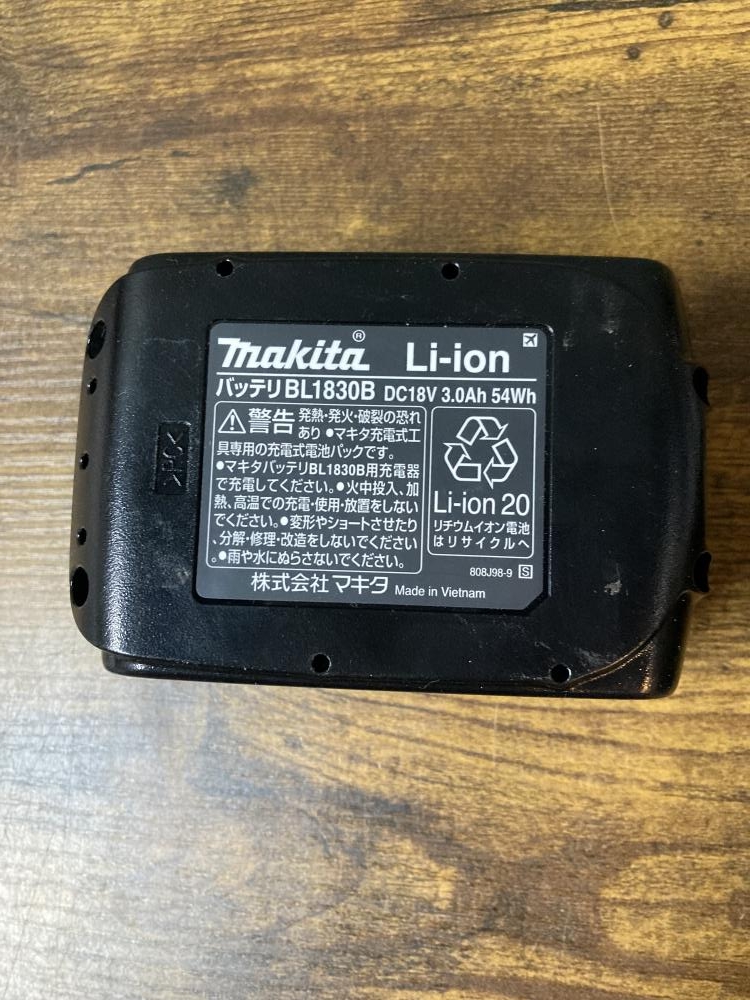 makita® Li-ion
バッテリ BL1830B DC18V 3.0Ah 54Wh
警告 発熱・発火・破裂の恐れ
あり ●マキタ充電式工
具専用の充電式電池パックです。
●マキタバッテリBL1830B用充電器
で充電してください。●火中投入、加
熱、高温での充電・使用・放置をしない
でください。●変形やショートさせたり
、分解・修理・改造をしないでください
。●雨や水にぬらさないでください。
Li-ion 20
リチウムイオン電池
はリサイクルへ
808J98-9 S
株式会社 マキタ Made in Vietnam